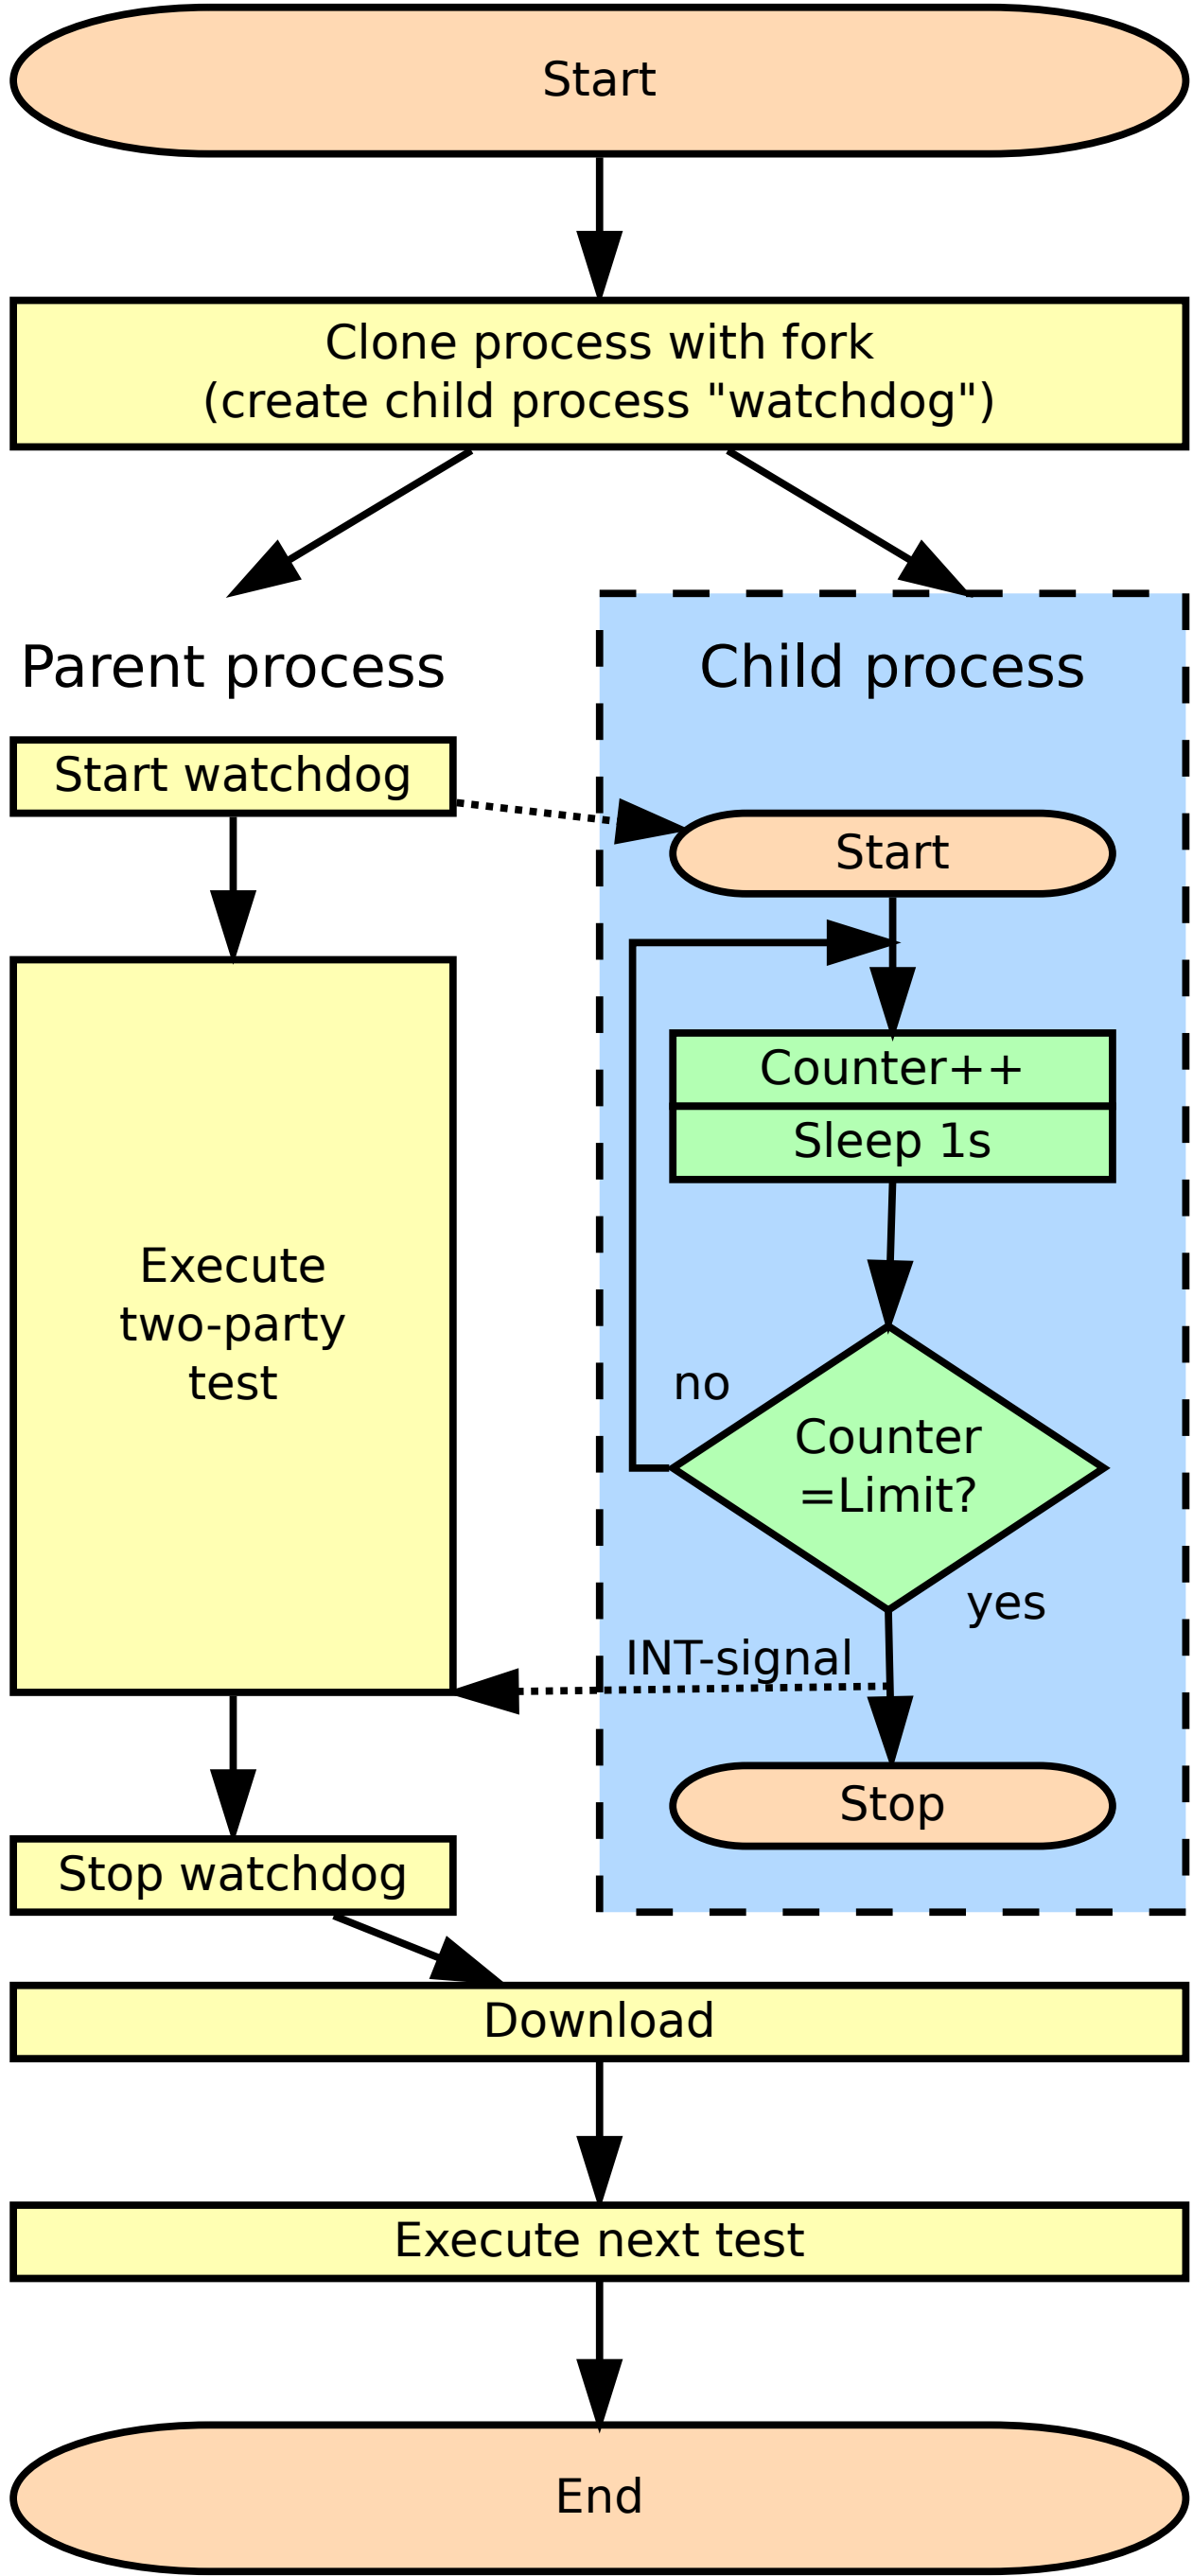 Start
Clone process with fork
(create child process "watchdog")
Parent process
Child process
Start watchdog
Start
Counter++
Sleep 1s
Execute
two-party
test
no
Counter
=Limit?
yes
INT-signal
Stop
Stop watchdog
Download
Execute next test
End